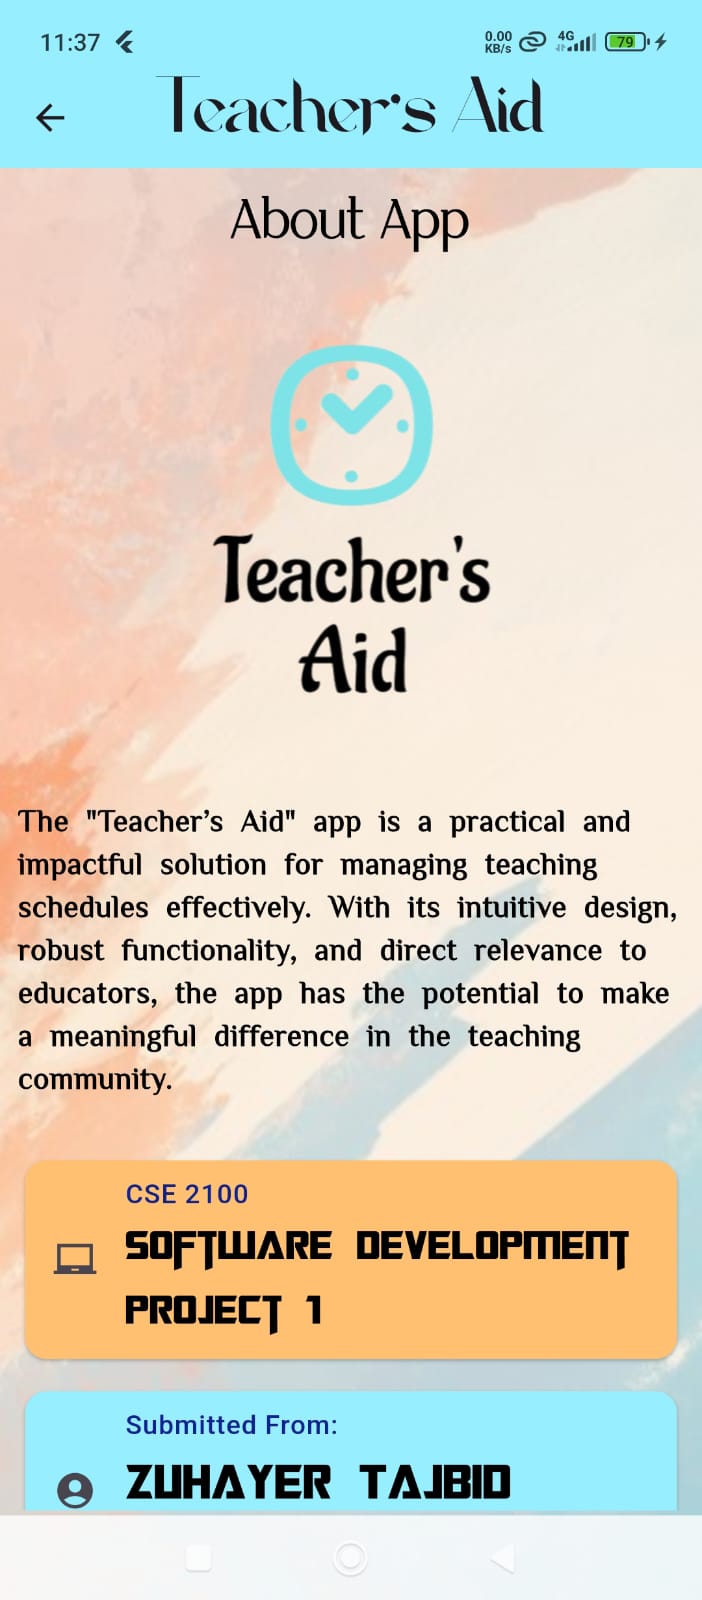 11:37
0.00
KB/s
4G
79
Teacher's Aid
About App
Teacher's
Aid
The "Teacher’s Aid" app is a practical and
impactful solution for managing teaching
schedules effectively. With its intuitive design,
robust functionality, and direct relevance to
educators, the app has the potential to make
a meaningful difference in the teaching
community.
CSE 2100
SOFTWARE DEVELOPMENT
PROJECT 1
Submitted From:
ZUHAYER TAJBID